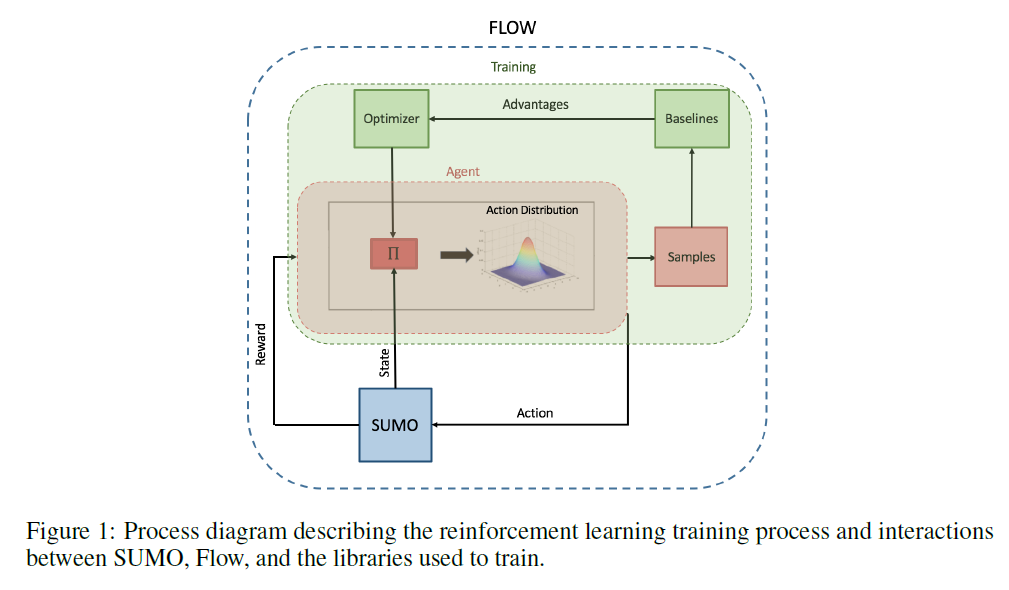 FLOW
Training
Optimizer
Advantages
Baselines
Agent
Action Distribution
Π
Samples
Reward
State
SUMO
Action
Figure 1: Process diagram describing the reinforcement learning training process and interactions
between SUMO, Flow, and the libraries used to train.